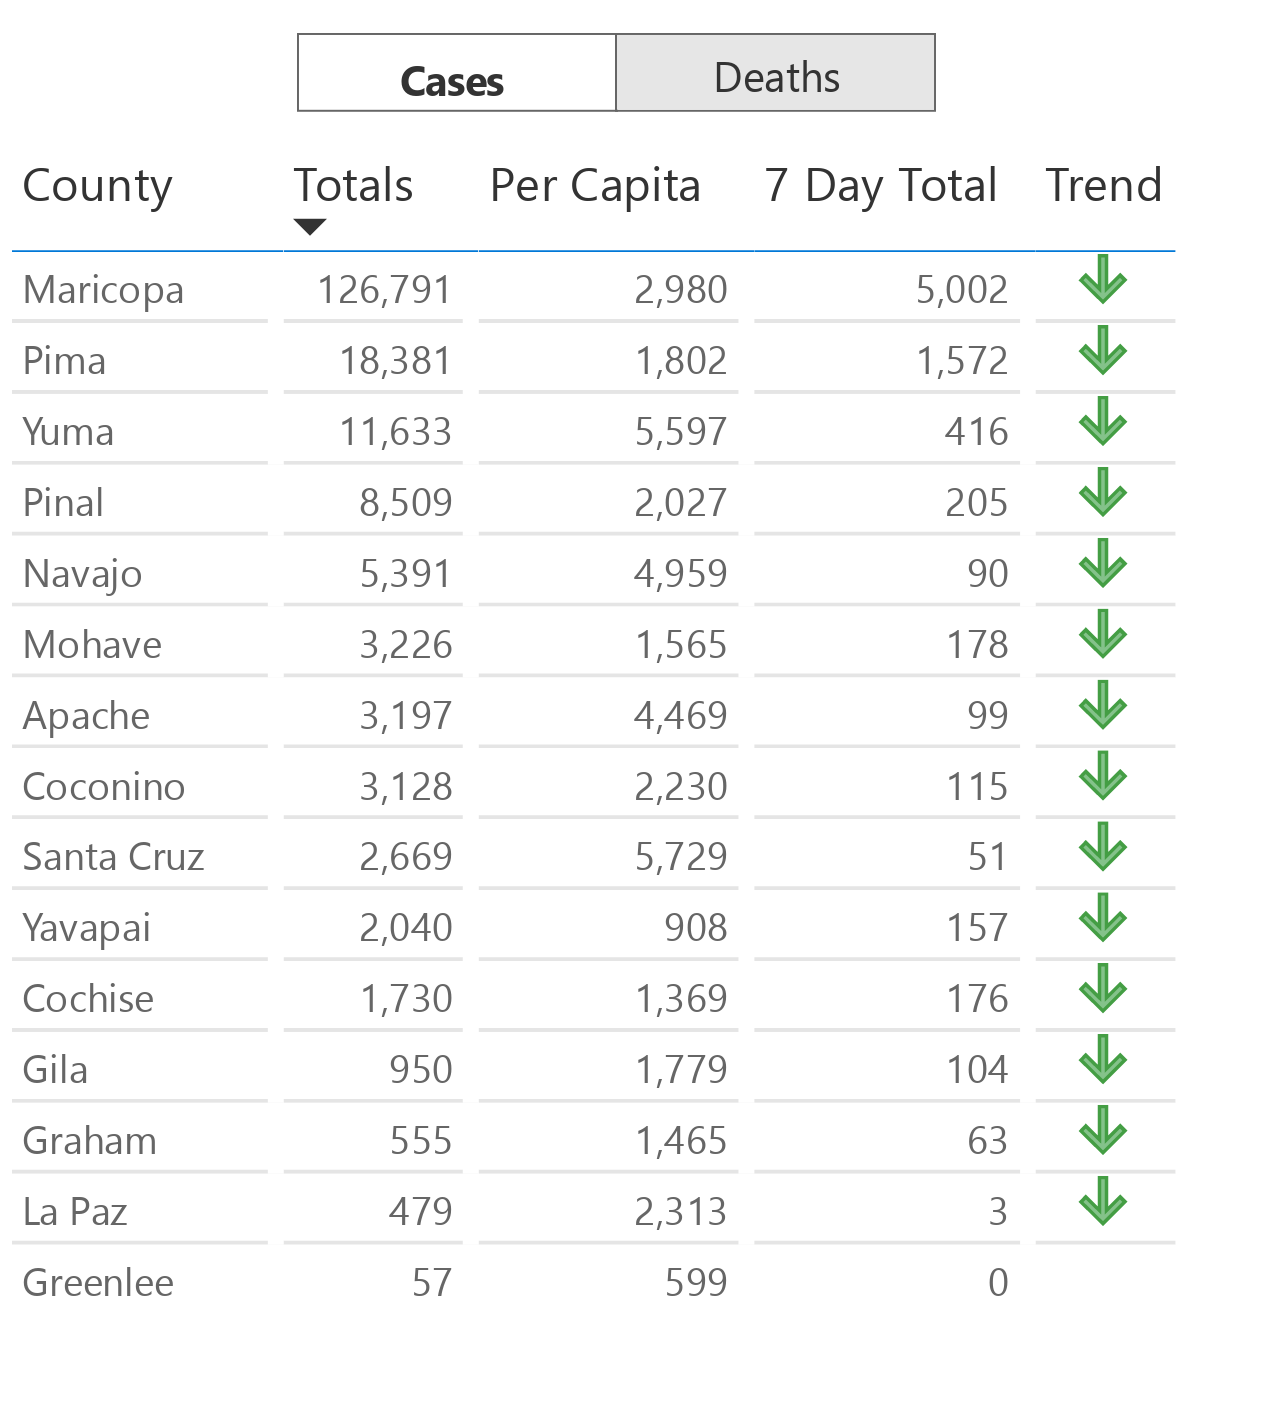 Cases Deaths
County Totals Per Capita 7 Day Total Trend
Maricopa 126,791 2,980 5,002
Pima 18,381 1,802 1,572
Yuma 11,633 5,597 416
Pinal 8,509 2,027 205
Navajo 5,391 4,959 90
Mohave 3,226 1,565 178
Apache 3,197 4,469 99
Coconino 3,128 2,230 115
Santa Cruz 2,669 5,729 51
Yavapai 2,040 908 157
Cochise 1,730 1,369 176
Gila 950 1,779 104
Graham 555 1,465 63
La Paz 479 2,313 3
Greenlee 57 599 0